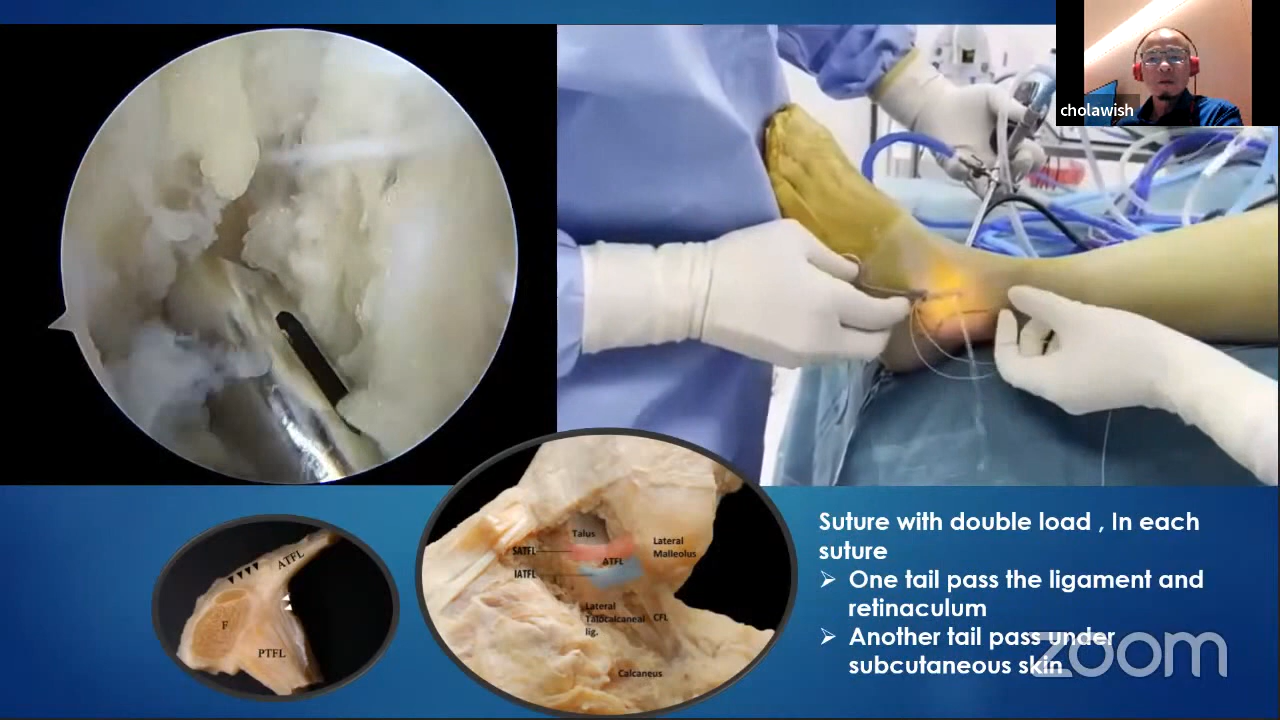 cholawish
Talus
SATFL
ATFL
Lateral
Malleolus
IATFL
Lateral
Talocalcaneal
lig.
CFL
Calcaneus
ATFL
F
PTFL
Suture with double load , In each
suture
➢ One tail pass the ligament and
retinaculum
➢ Another tail pass under
subcutaneous skin
zoom